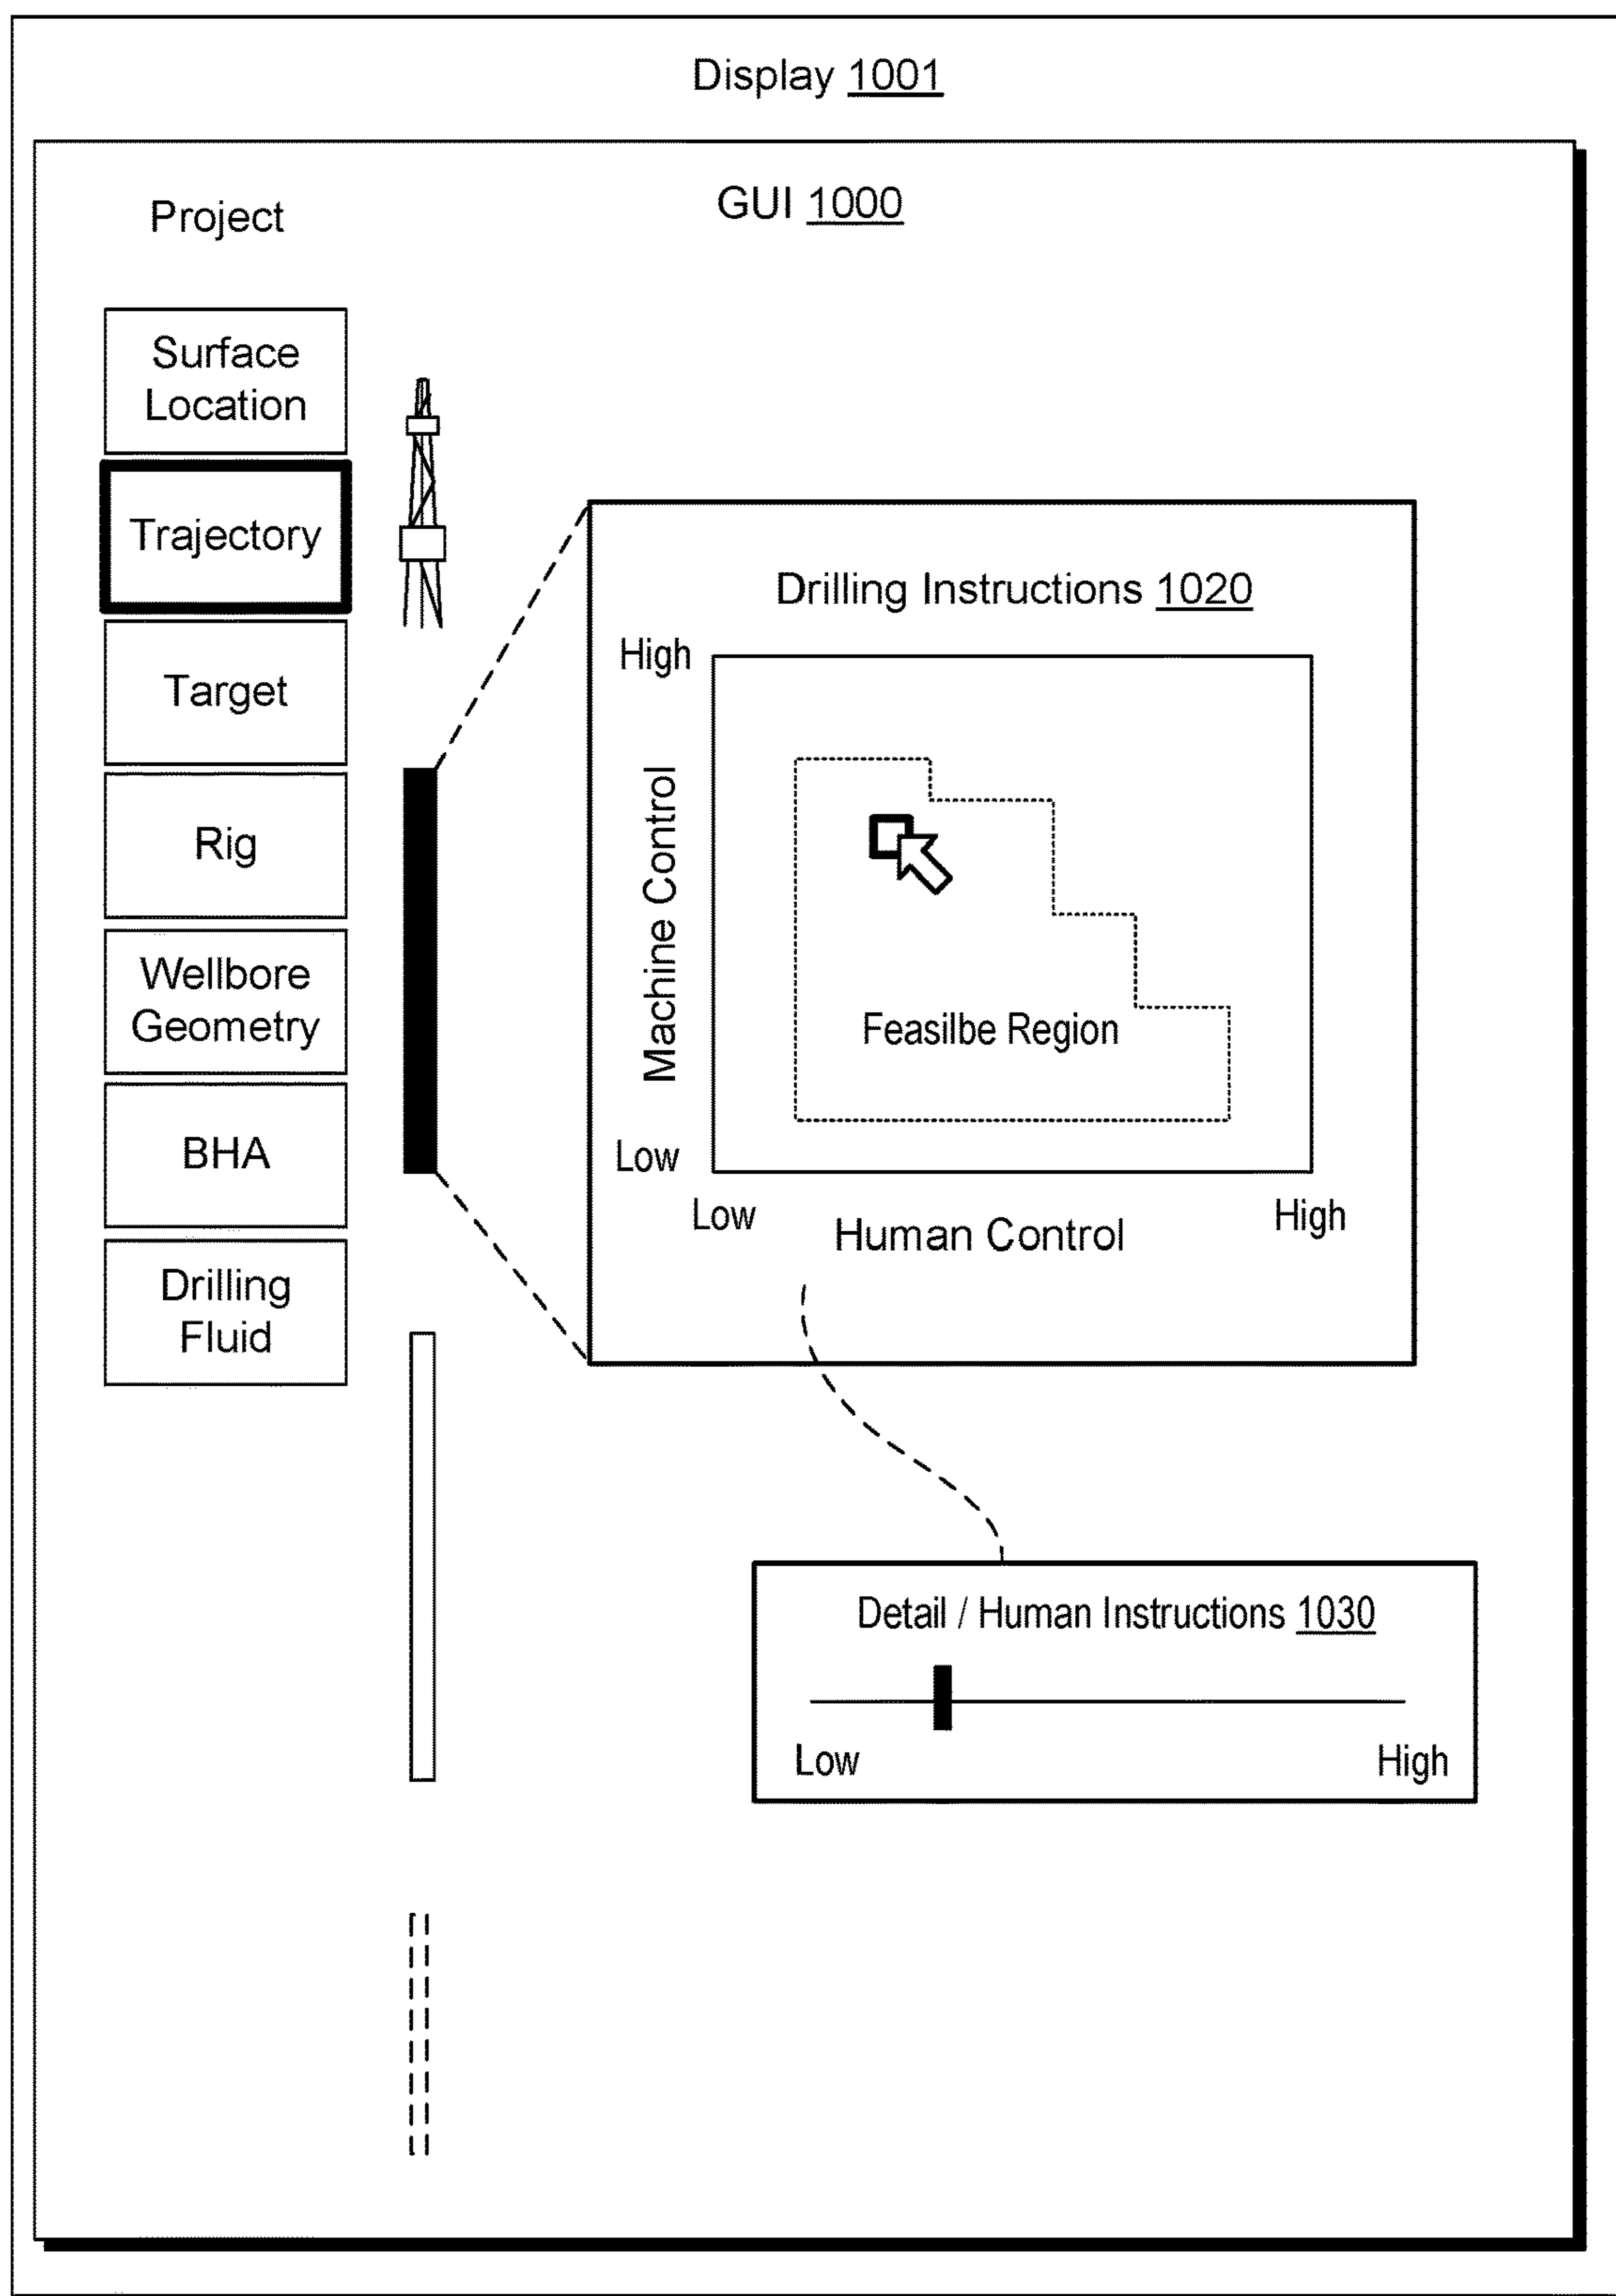 Display 1001
GUI 1000
Project
Surface
Location
Trajectory
Target
Rig
Wellbore
Geometry
BHA
Drilling
Fluid
Drilling Instructions 1020
High
Machine Control
Feasilbe Region
Low
Low
High
Human Control
Detail / Human Instructions 1030
Low
High